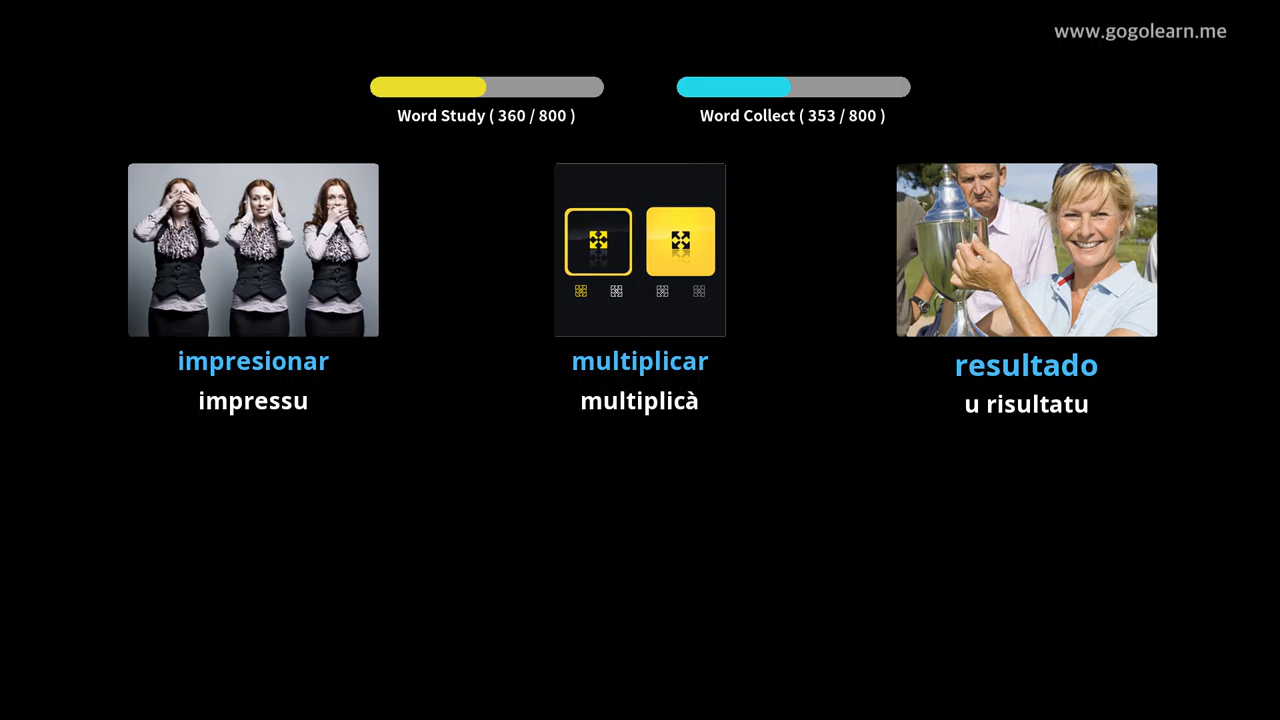 www.gogolearn.me
Word Study ( 360 / 800 )
Word Collect ( 353 / 800 )
impresionar
impressu
multiplicar
multiplicà
resultado
u risultatu